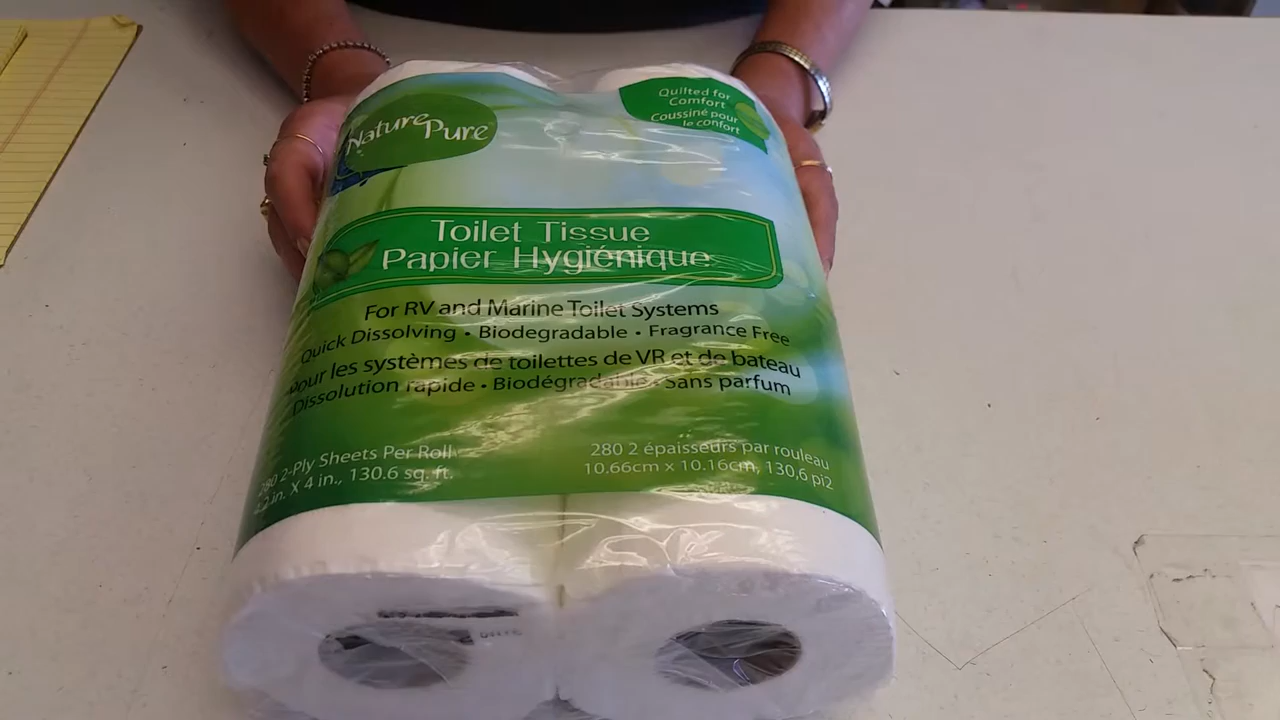 Nature Pure
Quilted for
Comfort
Coussiné pour
le confort
Toilet Tissue
Papier Hygiénique
For RV and Marine Toilet Systems
Quick Dissolving • Biodegradable • Fragrance Free
Pour les systèmes de toilettes de VR et de bateau
Dissolution rapide • Biodégradable • Sans parfum
280 2-Ply Sheets Per Roll
in. X 4 in., 130.6 sq. ft.
280 2 épaisseurs par rouleau
10.66cm x 10.16cm, 130,6 pi2